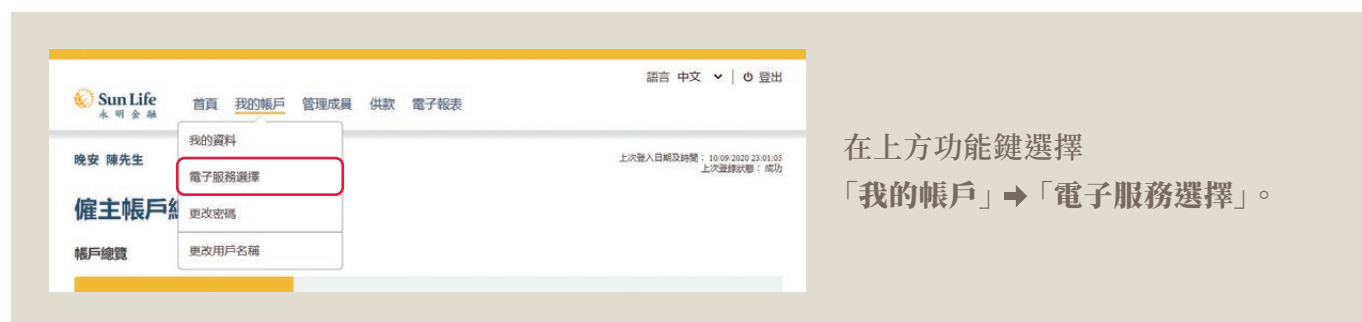 語言 中文 | 登出
Sun Life
永明金融
首頁 我的帳戶 管理成員 供款 電子報表
我的資料
電子服務選擇
更改密碼
更改用戶名稱
晚安 陳先生
上次登入日期及時間：10/09/2020 23:01:05
上次登錄狀態：成功
僱主帳戶
帳戶總覽
在上方功能鍵選擇
「我的帳戶」➡「電子服務選擇」。